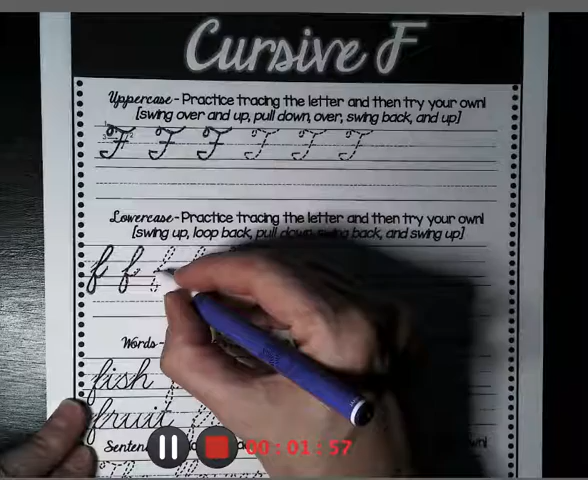 Cursive F
Uppercase - Practice tracing the letter and then try your own!
[swing over and up, pull down, over, swing back, and up]
F F F F F F
Lowercase - Practice tracing the letter and then try your own!
[swing up, loop back, pull down, swing back, and swing up]
f f f f
Words -
fish
fruit
00:01:57